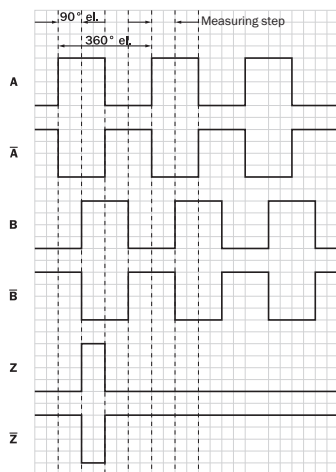 90° el.
Measuring step
360° el.
A
A̅
B
B̅
Z
Z̅